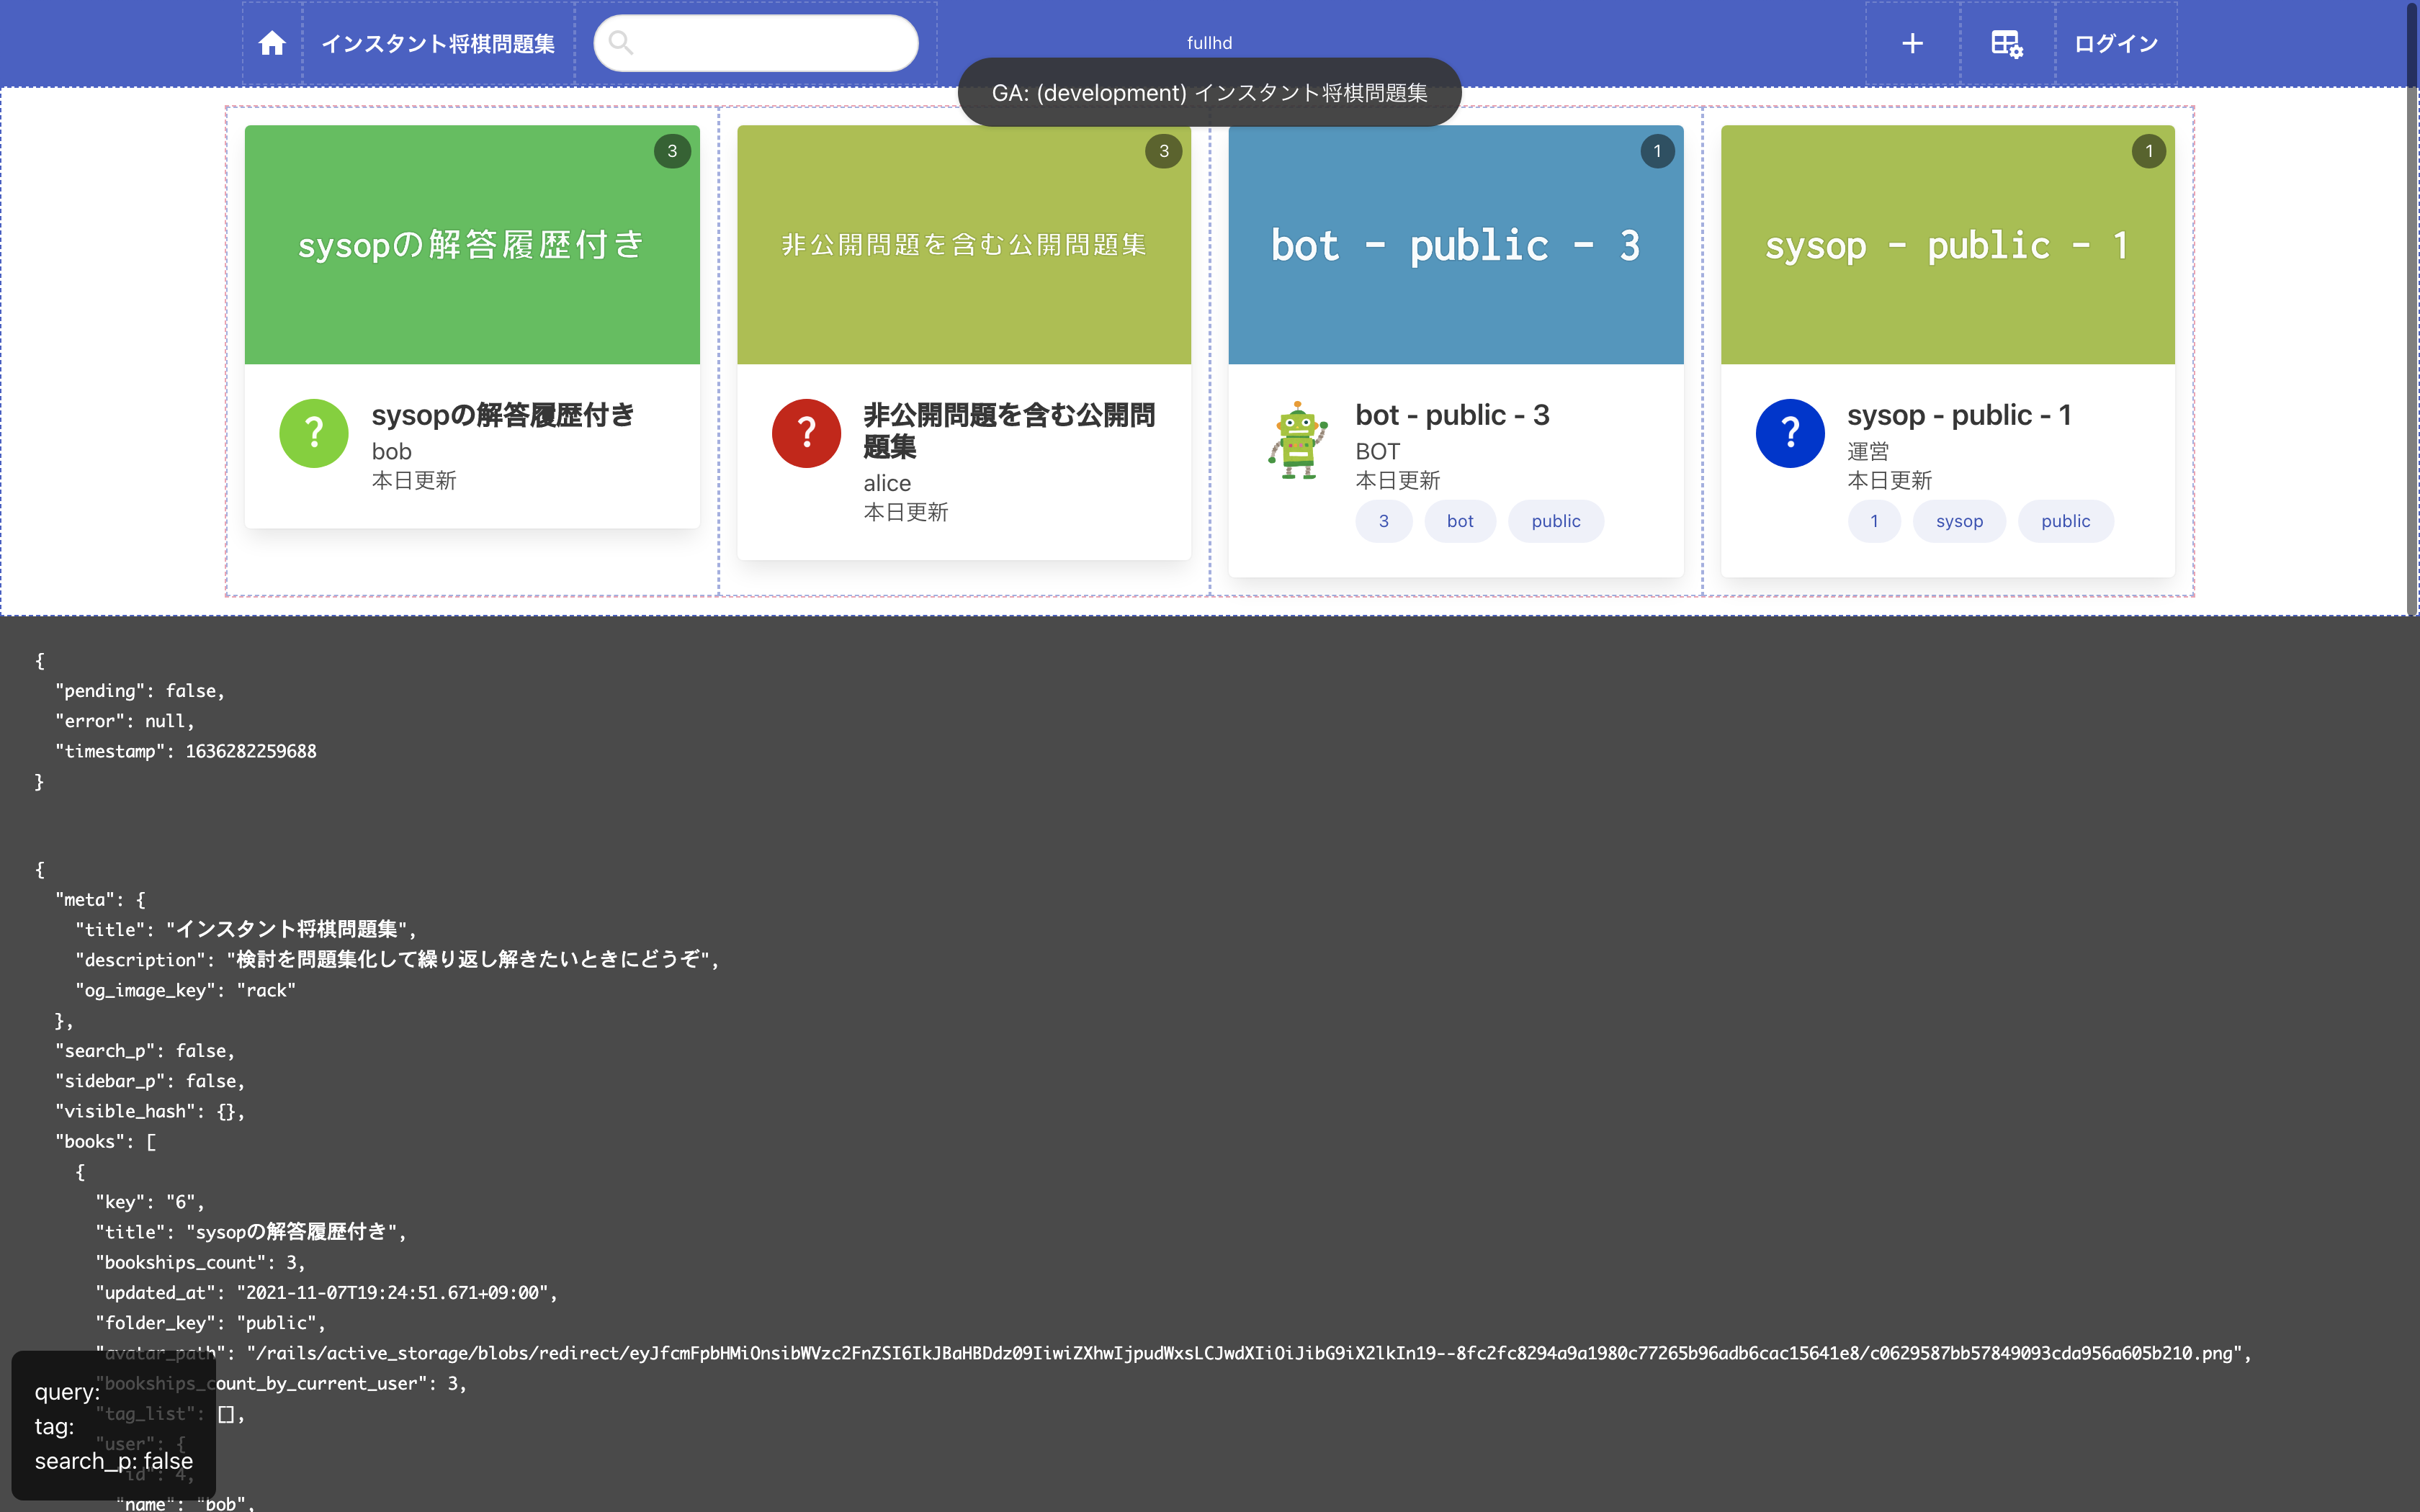 インスタント将棋問題集
fullhd
ログイン
GA: (development) インスタント将棋問題集
3
sysopの解答履歴付き
?
sysopの解答履歴付き
bob
本日更新
3
非公開問題を含む公開問題集
?
非公開問題を含む公開問
題集
alice
本日更新
1
bot - public - 3
bot - public - 3
BOT
本日更新
3 bot public
1
sysop - public - 1
?
sysop - public - 1
運営
本日更新
1 sysop public
{
"pending": false,
"error": null,
"timestamp": 1636282259688
}
{
"meta": {
"title": "インスタント将棋問題集",
"description": "検討を問題集化して繰り返し解きたいときにどうぞ",
"og_image_key": "rack"
},
"search_p": false,
"sidebar_p": false,
"visible_hash": {},
"books": [
{
"key": "6",
"title": "sysopの解答履歴付き",
"bookships_count": 3,
"updated_at": "2021-11-07T19:24:51.671+09:00",
"folder_key": "public",
"avatar_path": "/rails/active_storage/blobs/redirect/eyJfcmFpbHMiOnsibWVzc2FnZSI6IkJBaHBDdz09IiwiZXhwIjpudWxsLCJwdXIiOiJibG9iX2lkIn19--8fc2fc8294a9a1980c77265b96adb6cac15641e8/c0629587bb57849093cda956a605b210.png",
"bookships_count_by_current_user": 3,
"tag_list": [],
"user": {
"id": 4,
"name": "bob",
query:
tag:
search_p: false